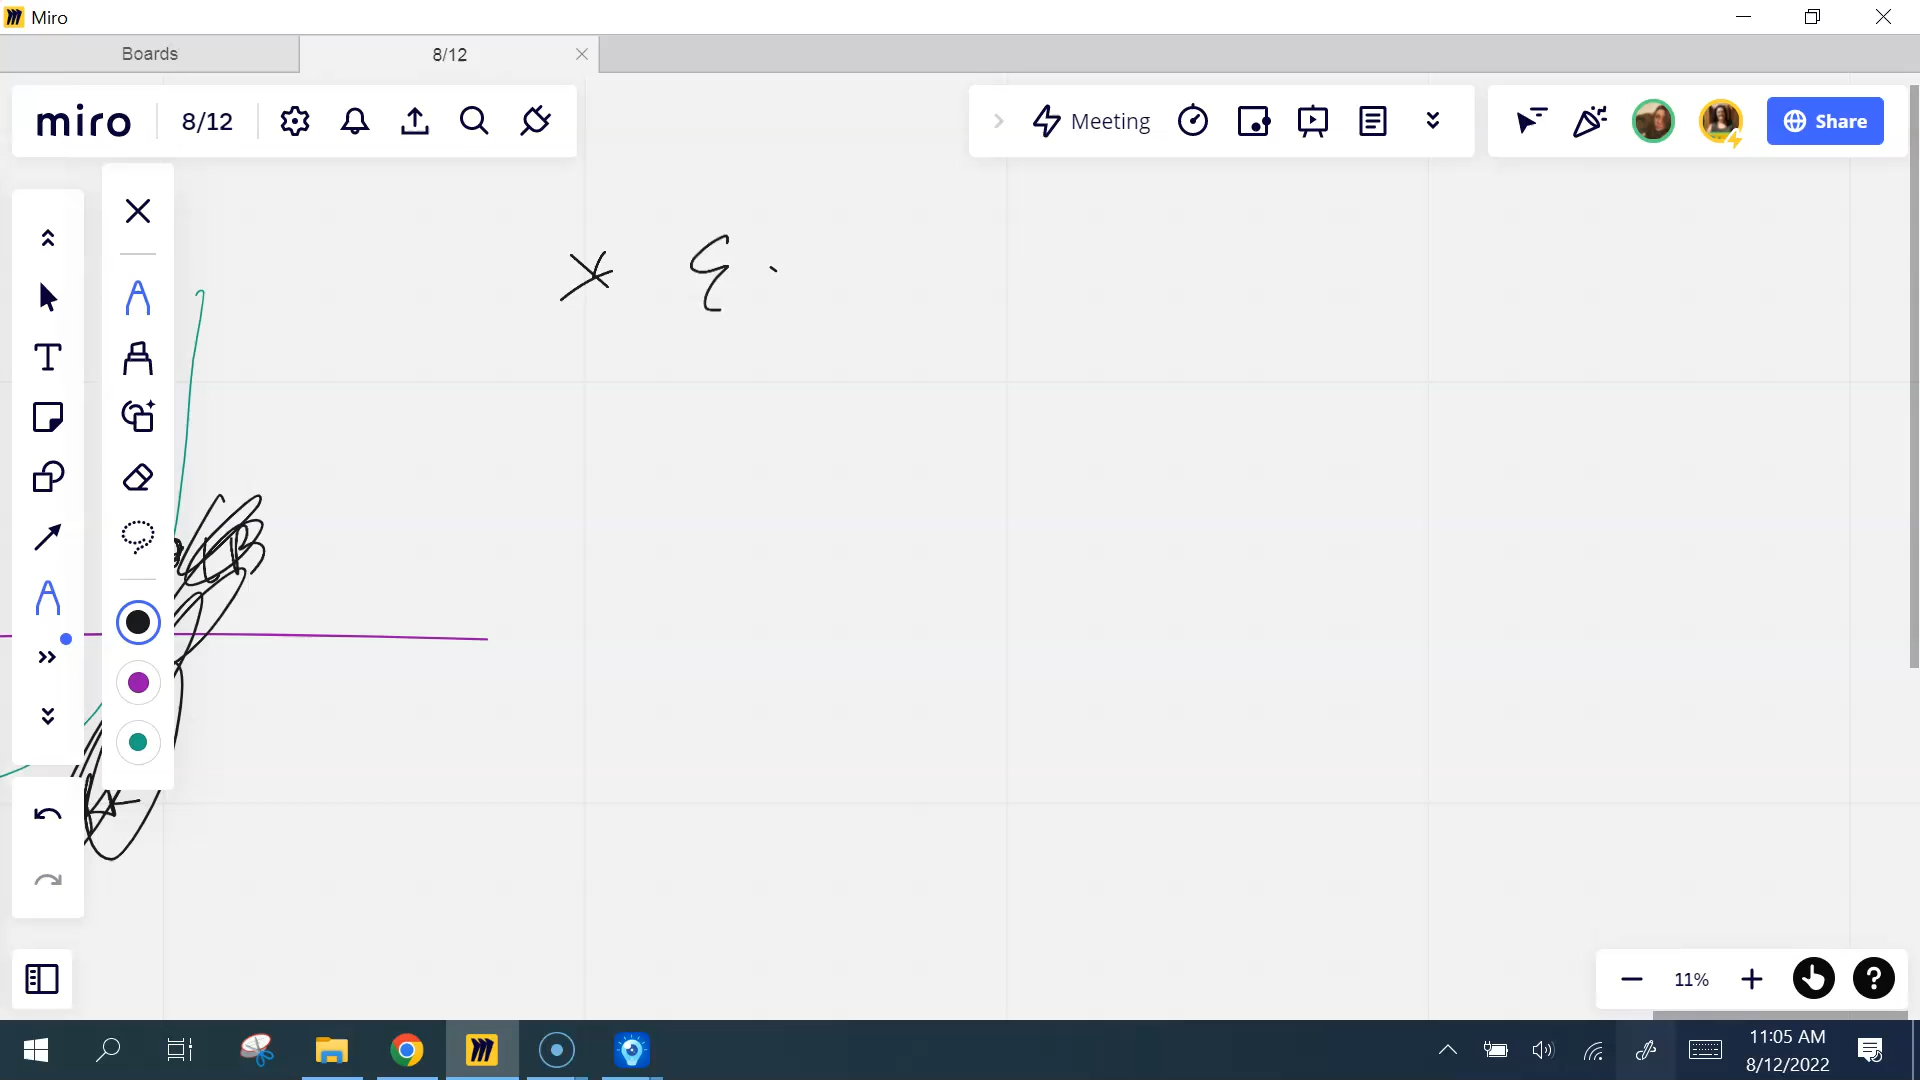 Miro
Boards
8/12
miro
8/12
Meeting
Share
11%
11:05 AM
8/12/2022